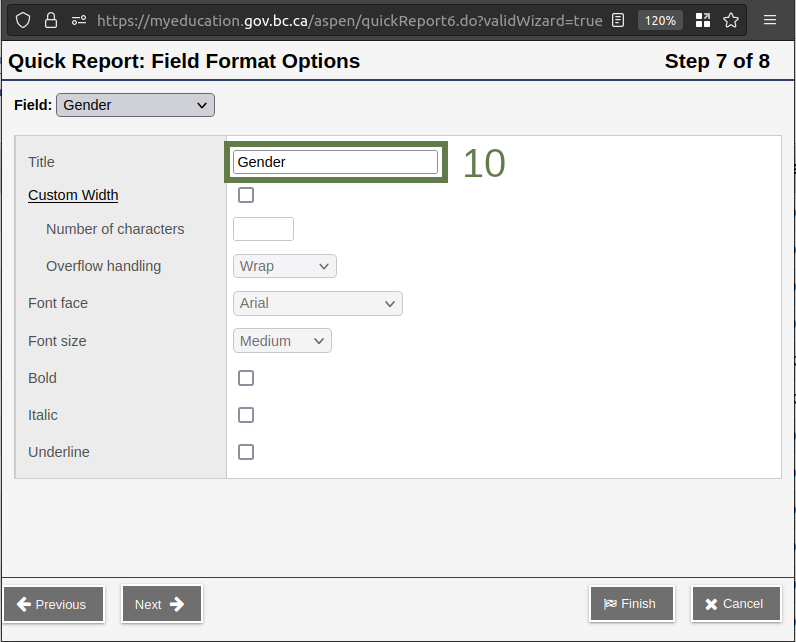 https://myeducation.gov.bc.ca/aspen/quickReport6.do?validWizard=true 120%
Quick Report: Field Format Options Step 7 of 8
Field: Gender
Title Gender 10
Custom Width
Number of characters
Overflow handling Wrap
Font face Arial
Font size Medium
Bold
Italic
Underline
Previous Next Finish Cancel